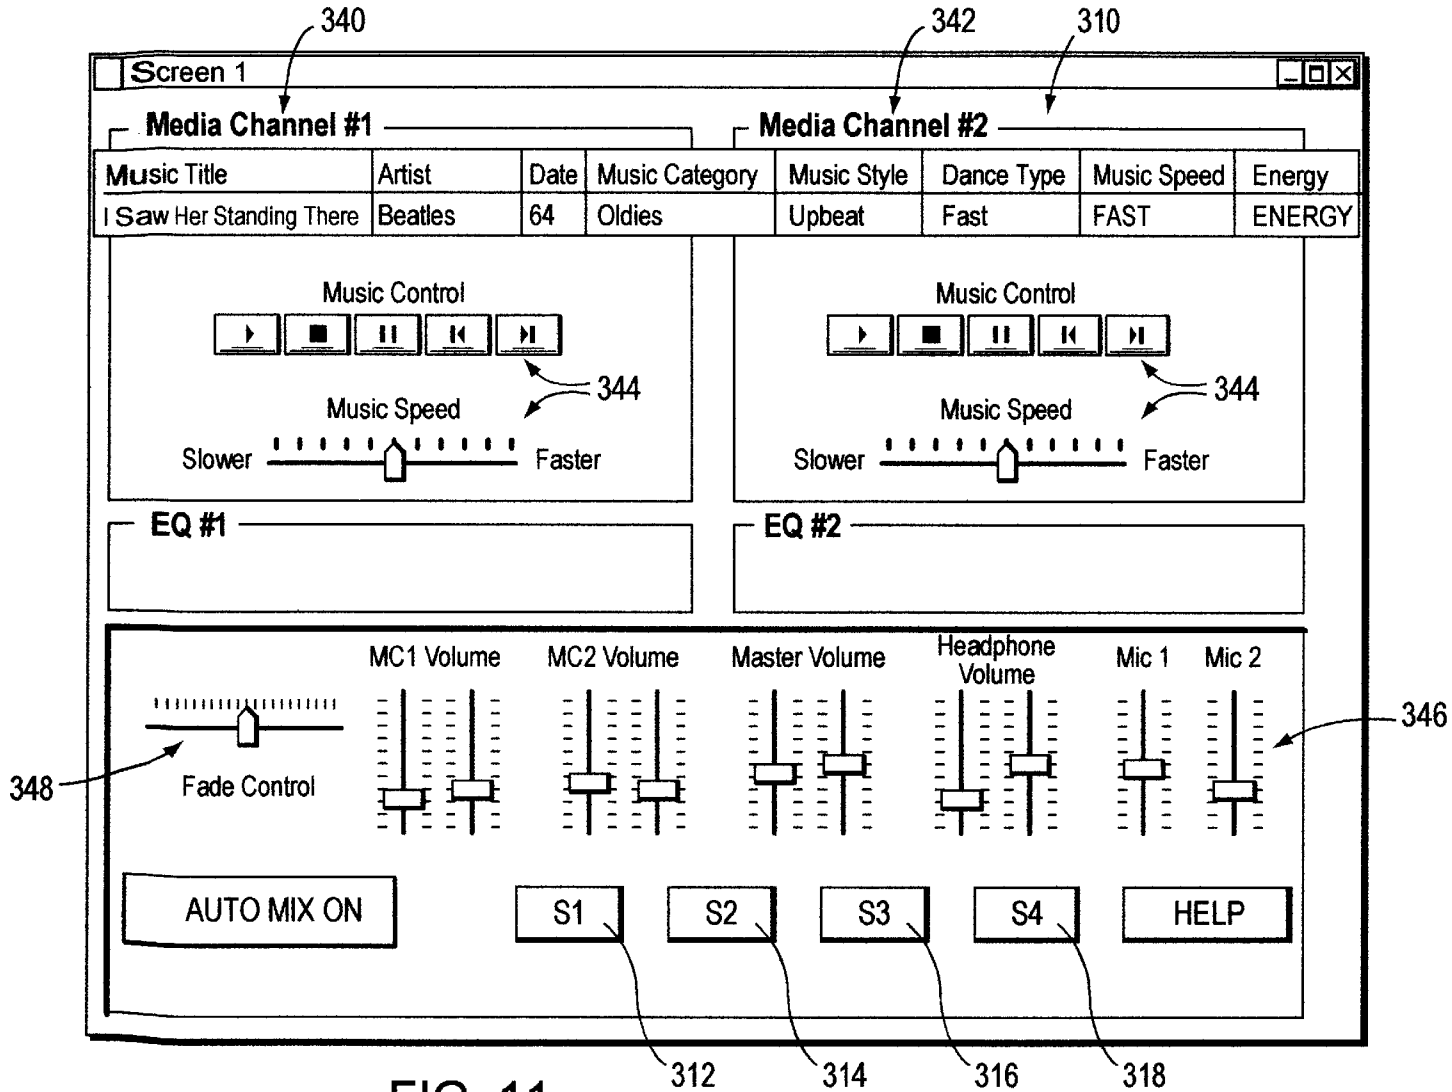 340 342 310
Screen 1
Media Channel #1 Media Channel #2
Music Title Artist Date Music Category Music Style Dance Type Music Speed Energy
I Saw Her Standing There Beatles 64 Oldies Upbeat Fast FAST ENERGY
Music Control Music Control
344 344
Music Speed Music Speed
Slower Faster Slower Faster
EQ #1 EQ #2
MC1 Volume MC2 Volume Master Volume Headphone Volume Mic 1 Mic 2
346
348 Fade Control
AUTO MIX ON S1 S2 S3 S4 HELP
312 314 316 318
FIG. 11